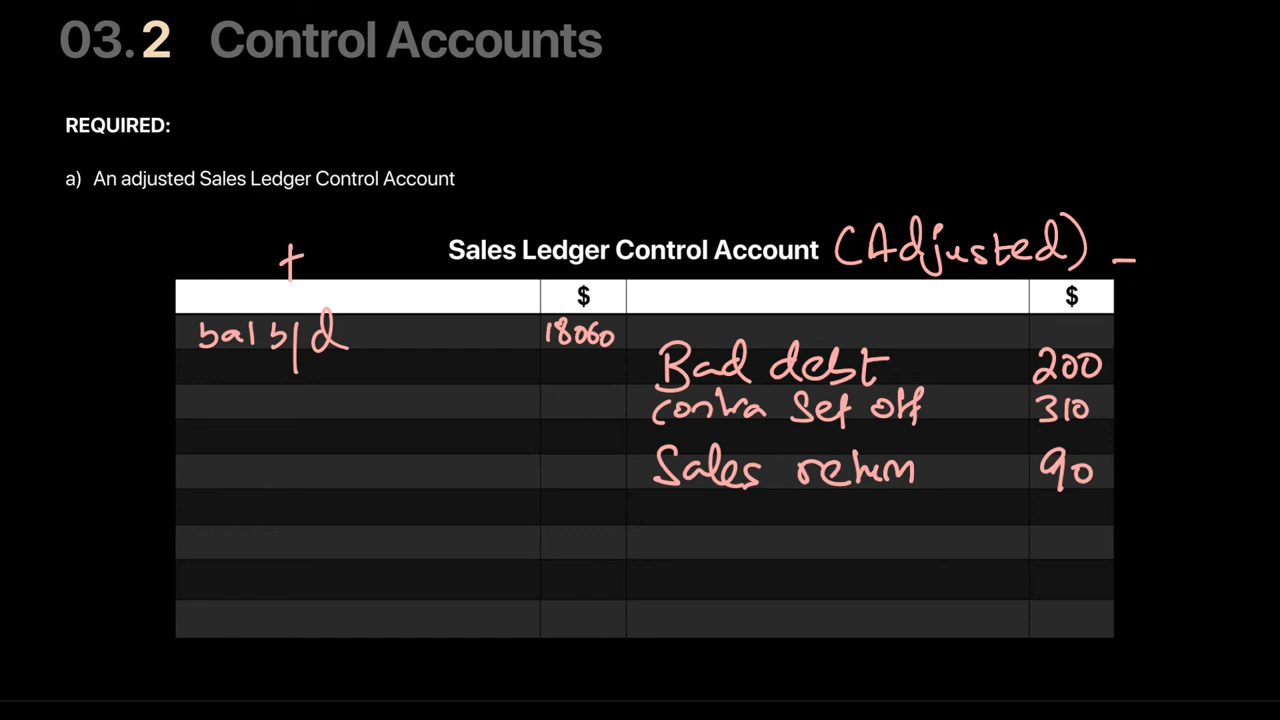 03.2 Control Accounts
REQUIRED:
a) An adjusted Sales Ledger Control Account
+ Sales Ledger Control Account (Adjusted) –
$ $
bal b/d 18060
Bad debt 200
contra set off 310
Sales return 90